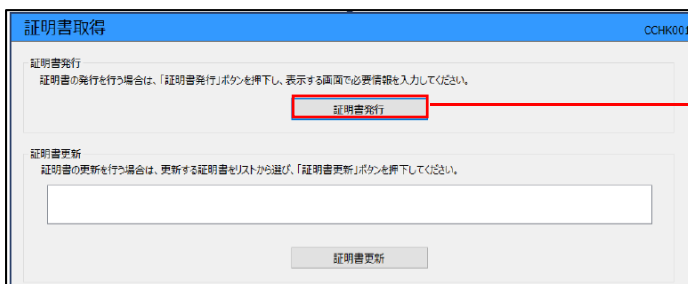 証明書取得
CCHK001
証明書発行
証明書の発行を行う場合は、「証明書発行」ボタンを押下し、表示する画面で必要情報を入力してください。
証明書発行
証明書更新
証明書の更新を行う場合は、更新する証明書をリストから選び、「証明書更新」ボタンを押下してください。
証明書更新